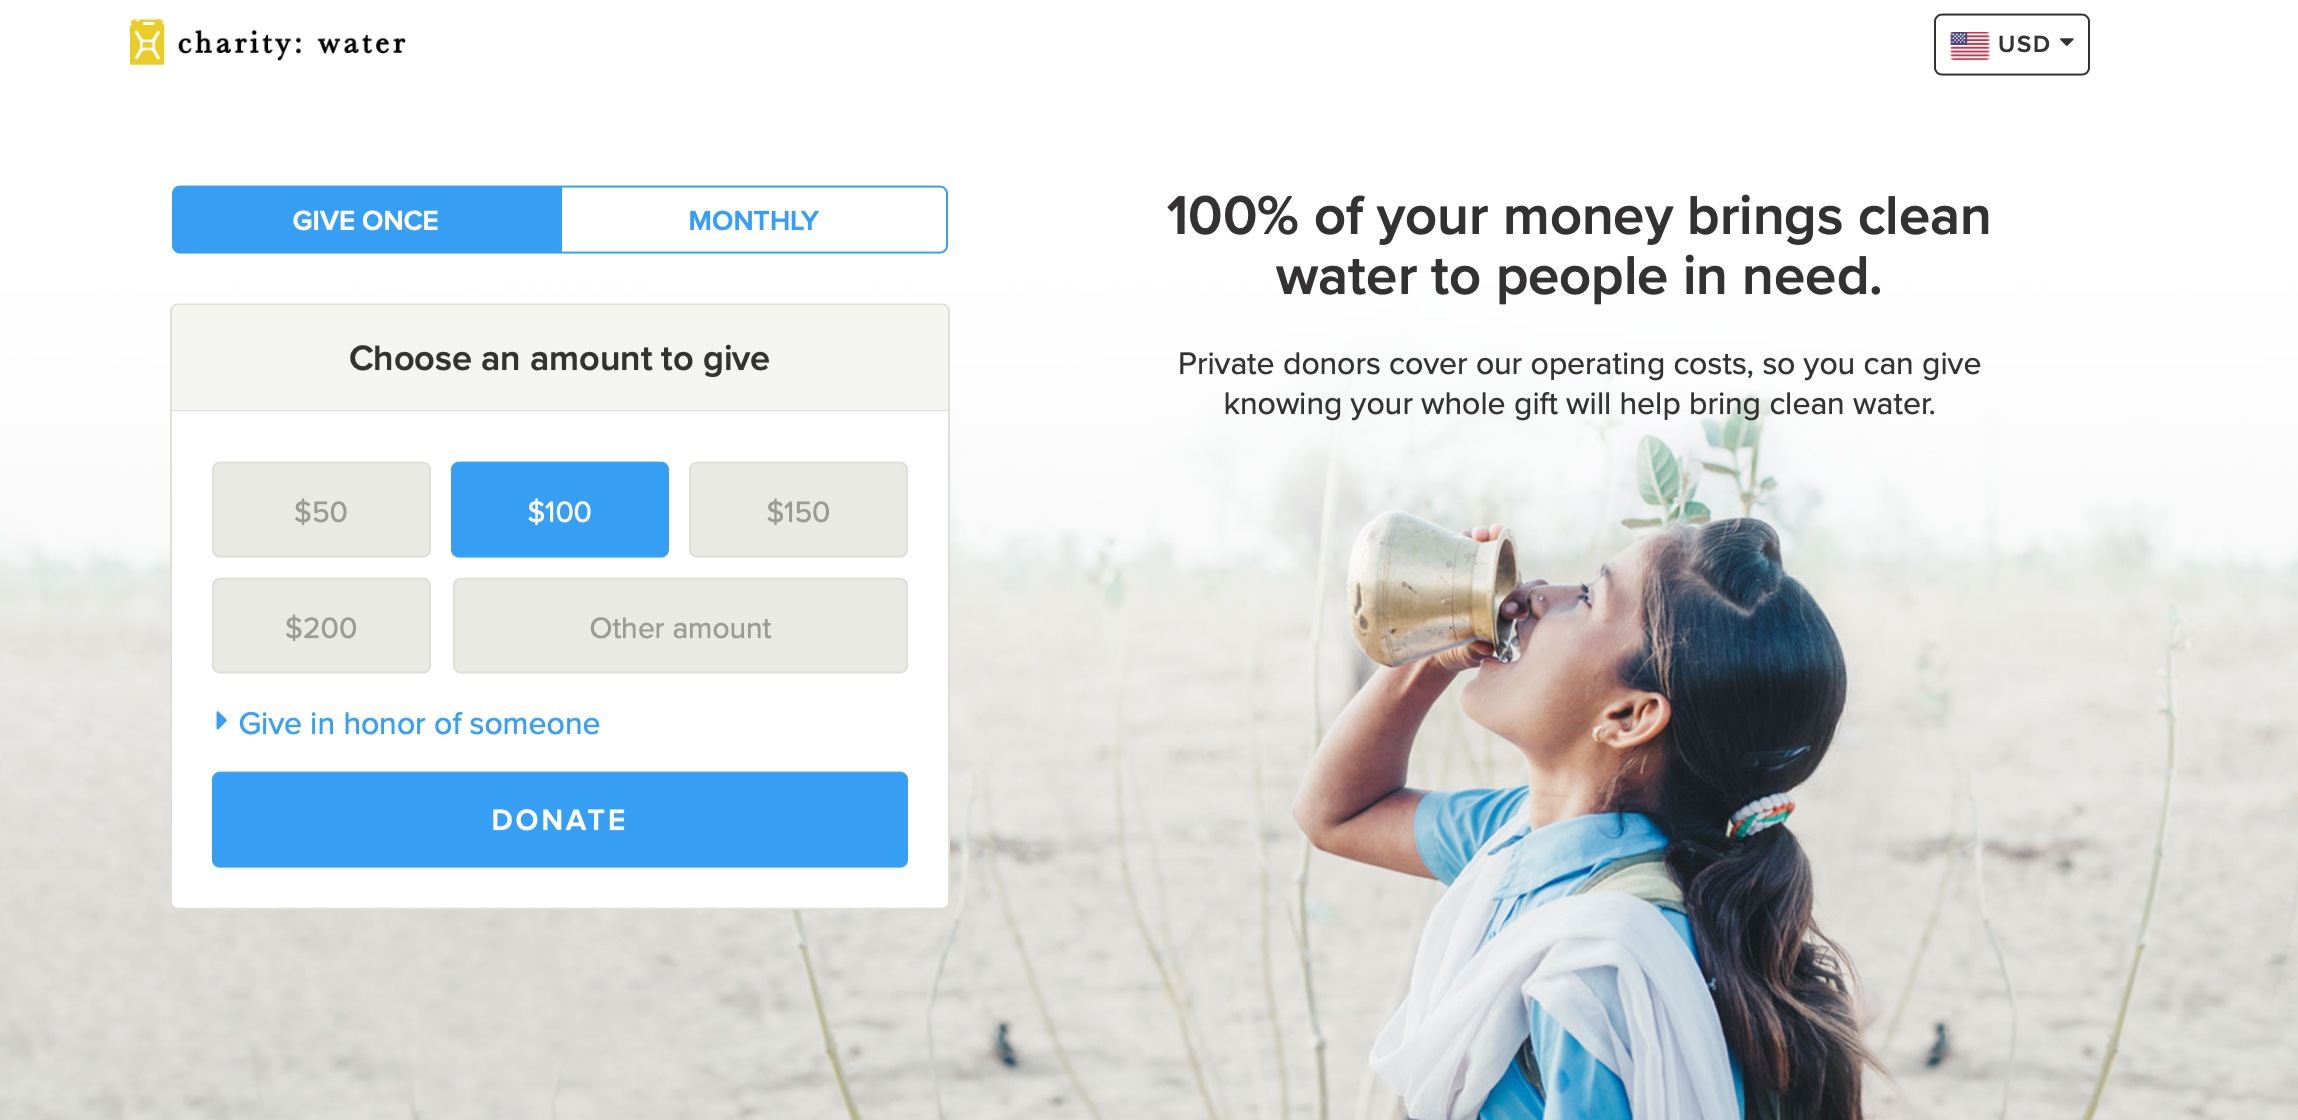 charity: water
USD
GIVE ONCE
MONTHLY
Choose an amount to give
$50
$100
$150
$200
Other amount
Give in honor of someone
DONATE
100% of your money brings clean
water to people in need.
Private donors cover our operating costs, so you can give
knowing your whole gift will help bring clean water.